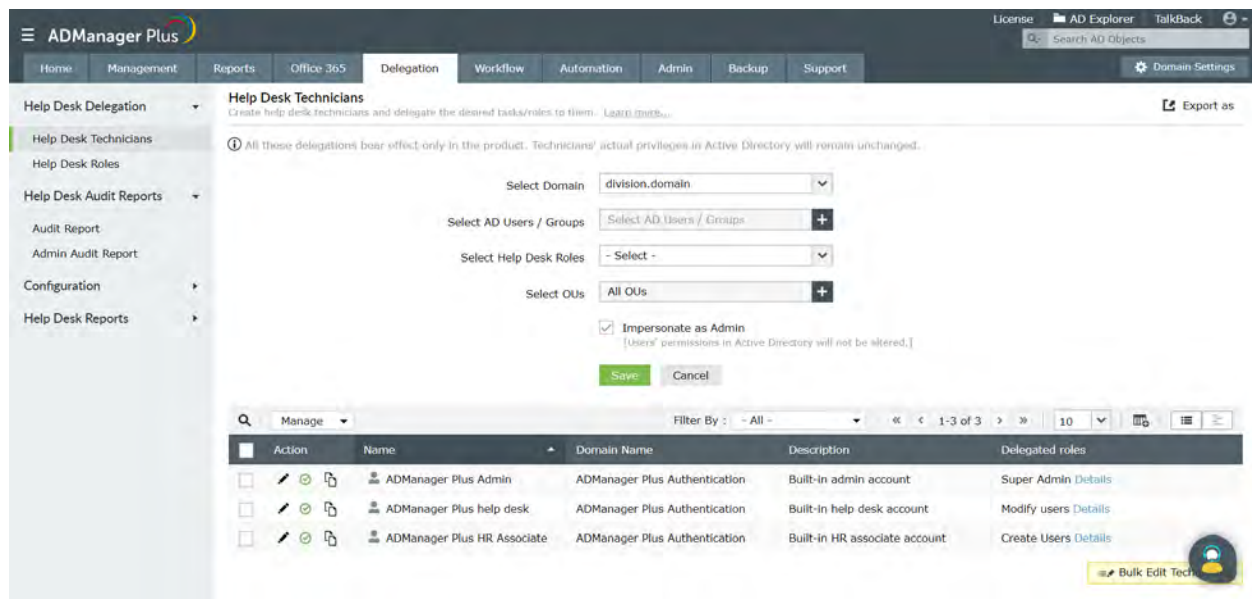 License AD Explorer TalkBack
ADManager Plus
Search AD Objects
Home Management Reports Office 365 Delegation Workflow Automation Admin Backup Support Domain Settings
Help Desk Delegation
Help Desk Technicians
Help Desk Roles
Help Desk Audit Reports
Audit Report
Admin Audit Report
Configuration
Help Desk Reports
Help Desk Technicians
Create help desk technicians and delegate the desired tasks/roles to them. Learn more...
Export as
All these delegations bear effect only in the product. Technicians' actual privileges in Active Directory will remain unchanged.
Select Domain division.domain
Select AD Users / Groups Select AD Users / Groups
Select Help Desk Roles - Select -
Select OUs All OUs
Impersonate as Admin
[Users' permissions in Active Directory will not be altered.]
Save Cancel
Manage Filter By : - All - 1-3 of 3 10
Action Name Domain Name Description Delegated roles
ADManager Plus Admin ADManager Plus Authentication Built-in admin account Super Admin Details
ADManager Plus help desk ADManager Plus Authentication Built-in help desk account Modify users Details
ADManager Plus HR Associate ADManager Plus Authentication Built-in HR associate account Create Users Details
Bulk Edit Tech